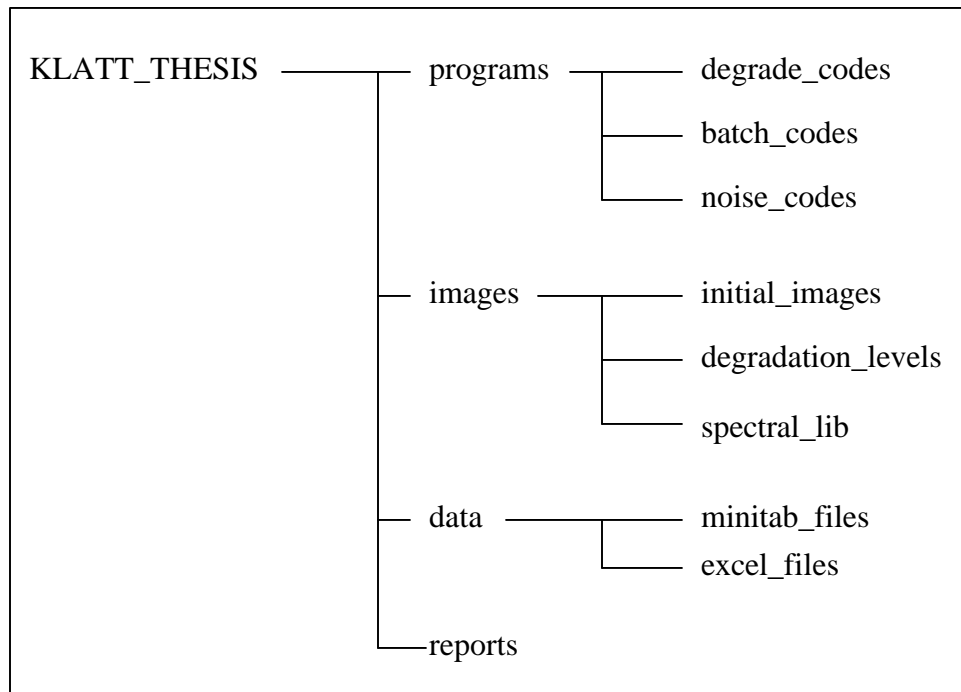 KLATT_THESIS programs degrade_codes
batch_codes
noise_codes
images initial_images
degradation_levels
spectral_lib
data minitab_files
excel_files
reports